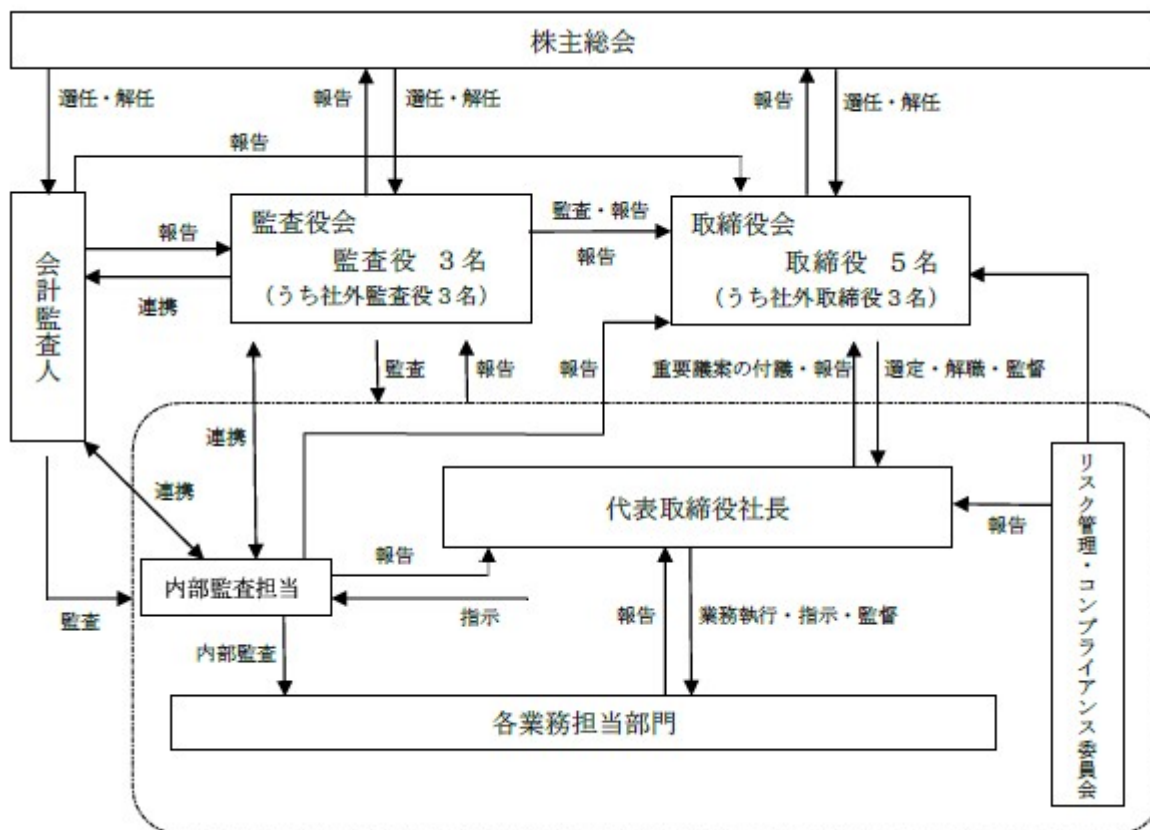 株主総会
選任・解任
報告
選任・解任
報告
選任・解任
報告
監査役会
監査役 3名
（うち社外監査役3名）
監査・報告
報告
取締役会
取締役 5名
（うち社外取締役3名）
報告
連携
会計監査人
監査
報告
報告
重要議案の付議・報告
選定・解職・監督
連携
連携
代表取締役社長
報告
リスク管理・コンプライアンス委員会
報告
内部監査担当
指示
監査
報告
業務執行・指示・監督
内部監査
各業務担当部門